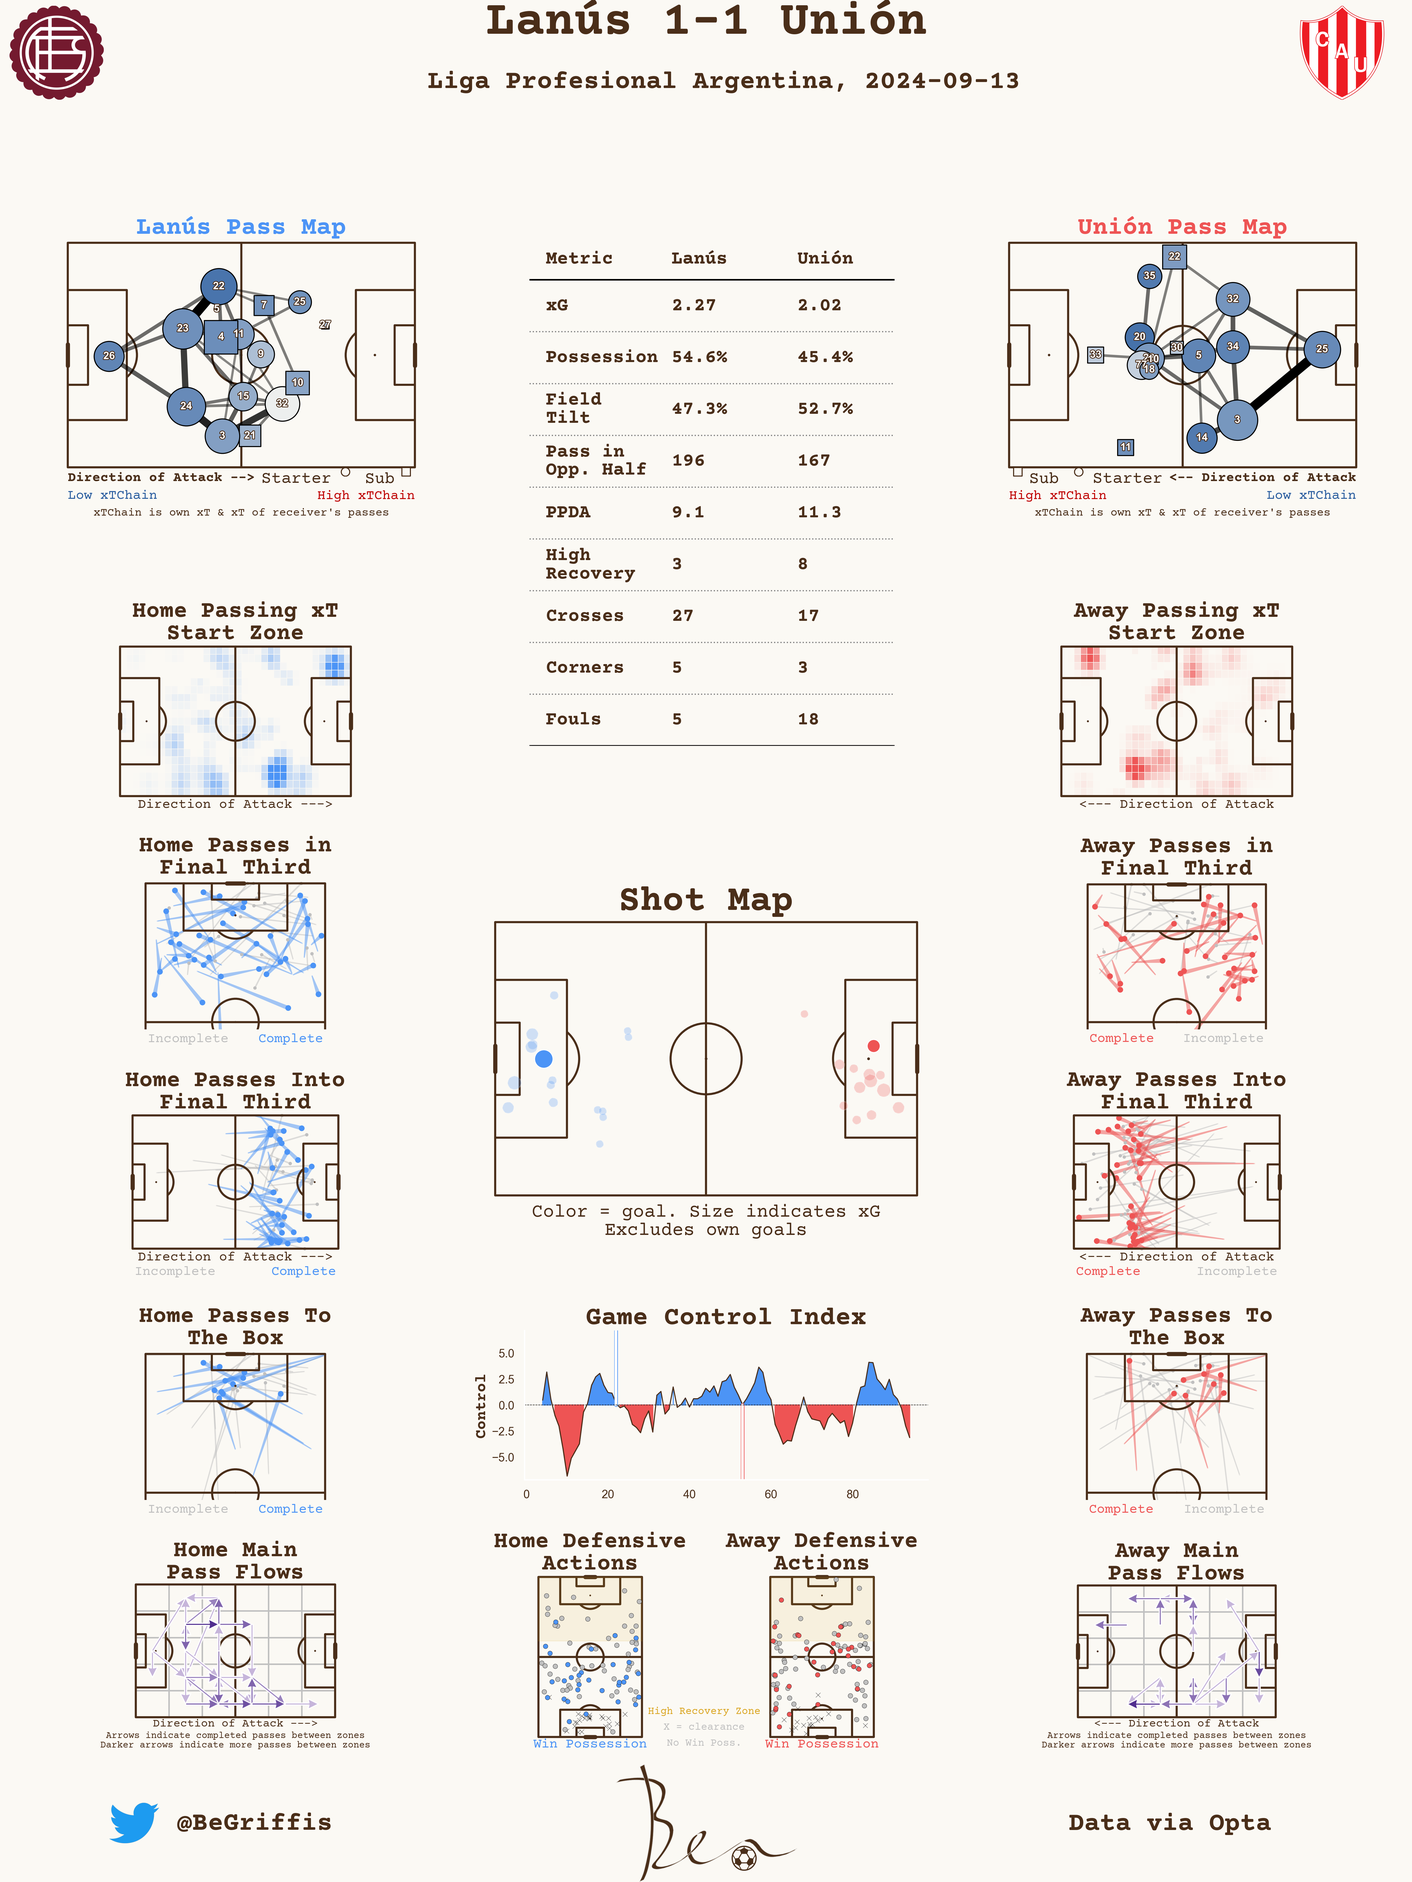 Lanús 1-1 Unión
Liga Profesional Argentina, 2024-09-13
CAU
Lanús Pass Map
22
5
7
25
27
23
4
11
9
26
10
15
32
24
3
21
Direction of Attack --> Starter Sub
Low xTChain High xTChain
xTChain is own xT & xT of receiver's passes
Metric Lanús Unión
xG 2.27 2.02
Possession 54.6% 45.4%
Field
Tilt 47.3% 52.7%
Pass in
Opp. Half 196 167
PPDA 9.1 11.3
High
Recovery 3 8
Crosses 27 17
Corners 5 3
Fouls 5 18
Unión Pass Map
22
35
32
20
30
34
25
33
10
5
18
3
14
11
Sub Starter <-- Direction of Attack
High xTChain Low xTChain
xTChain is own xT & xT of receiver's passes
Home Passing xT
Start Zone
Direction of Attack --->
Away Passing xT
Start Zone
<--- Direction of Attack
Home Passes in
Final Third
Incomplete Complete
Away Passes in
Final Third
Complete Incomplete
Shot Map
Color = goal. Size indicates xG
Excludes own goals
Home Passes Into
Final Third
Direction of Attack --->
Incomplete Complete
Away Passes Into
Final Third
<--- Direction of Attack
Complete Incomplete
Home Passes To
The Box
Incomplete Complete
Game Control Index
Control
5.0
2.5
0.0
−2.5
−5.0
0 20 40 60 80
Away Passes To
The Box
Complete Incomplete
Home Main
Pass Flows
Direction of Attack --->
Arrows indicate completed passes between zones
Darker arrows indicate more passes between zones
Home Defensive
Actions
Win Possession
High Recovery Zone
X = clearance
No Win Poss.
Away Defensive
Actions
Win Possession
Away Main
Pass Flows
<--- Direction of Attack
Arrows indicate completed passes between zones
Darker arrows indicate more passes between zones
@BeGriffis
Ben
Data via Opta